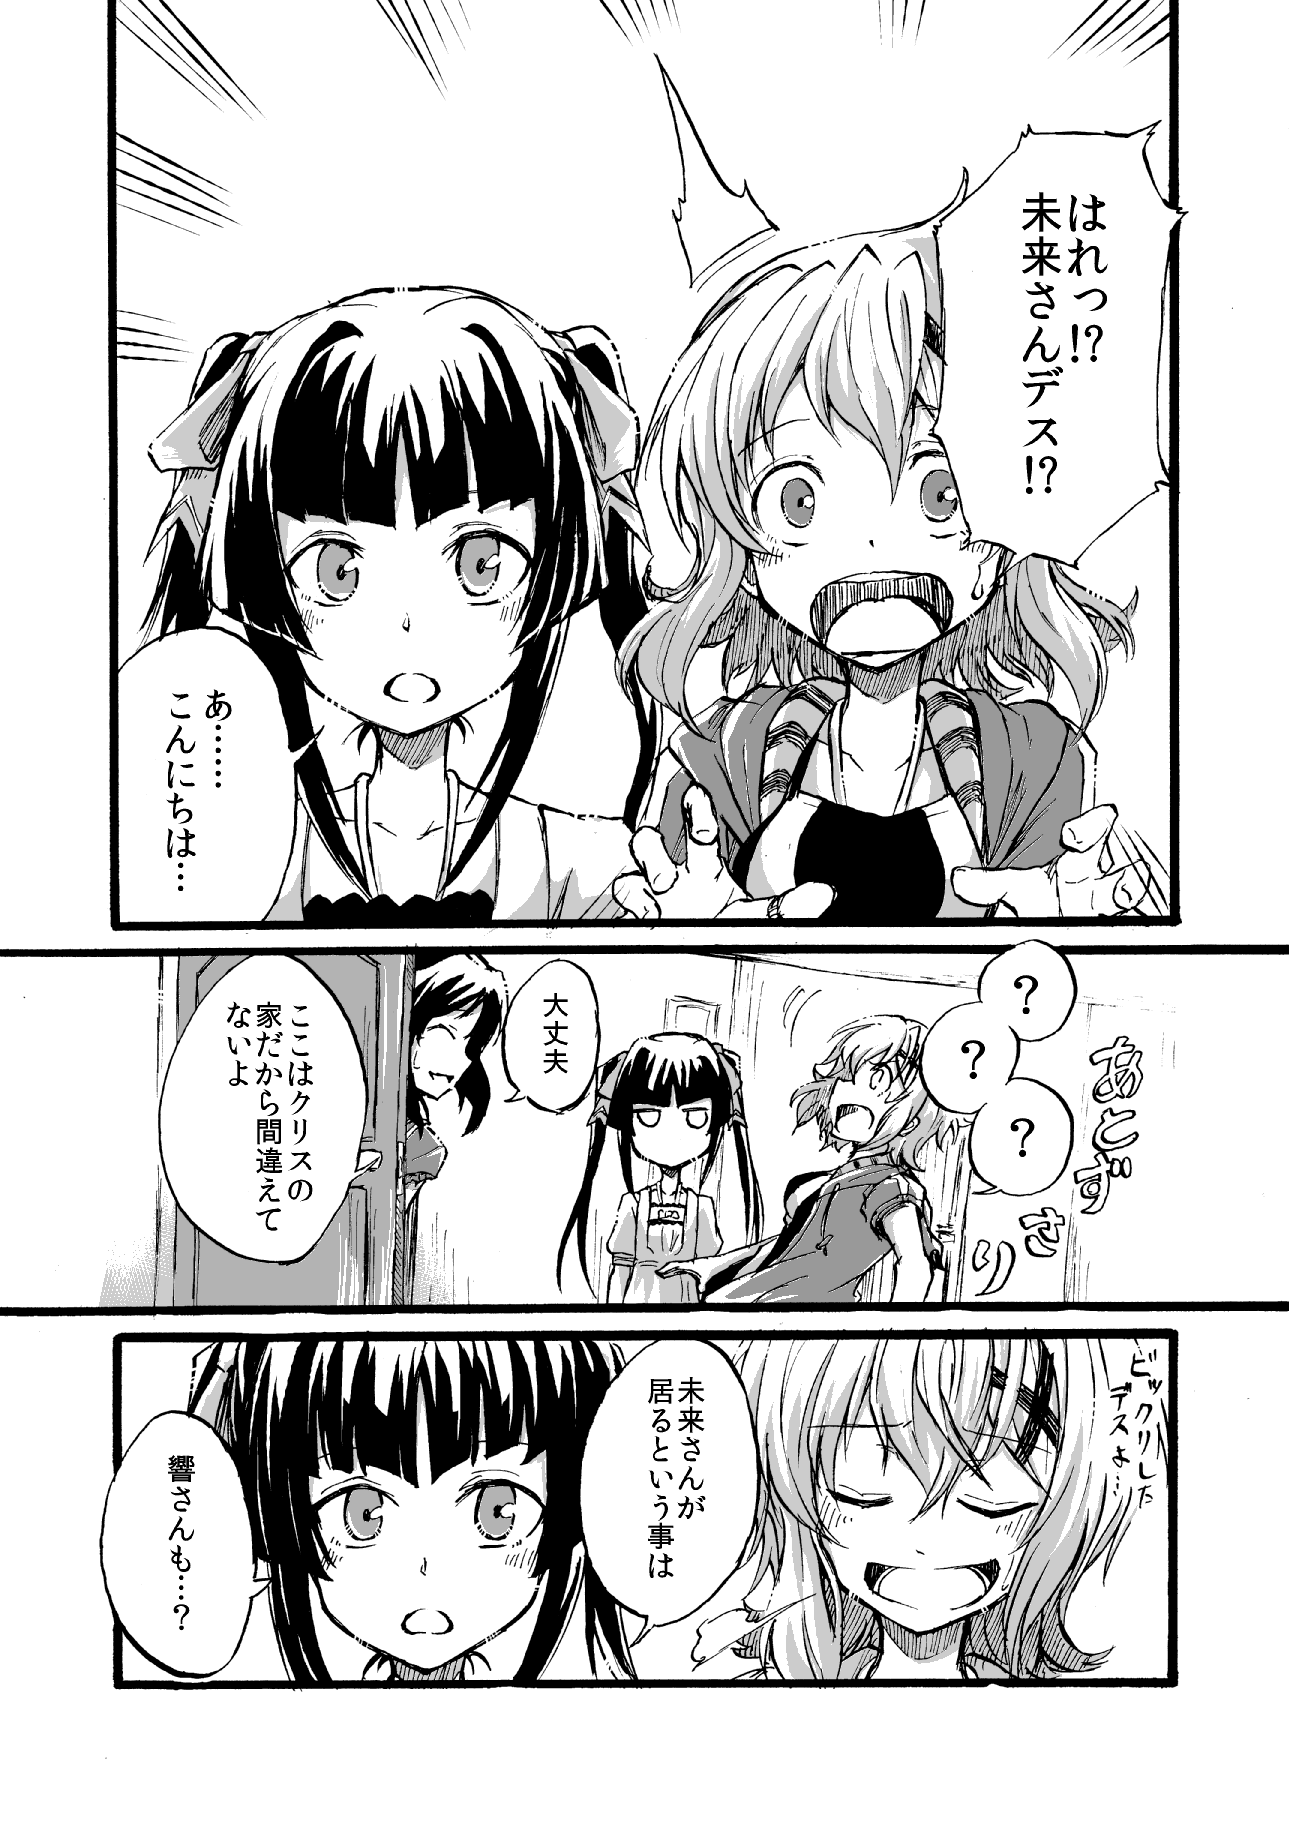 はれっ!?
未来さんデス!?
あ……
こんにちは…
？
？
？
あとずさり
大丈夫
ここはクリスの
家だから間違えて
ないよ
ビックリした
デスよ…
未来さんが
居るという事は
響さんも…？